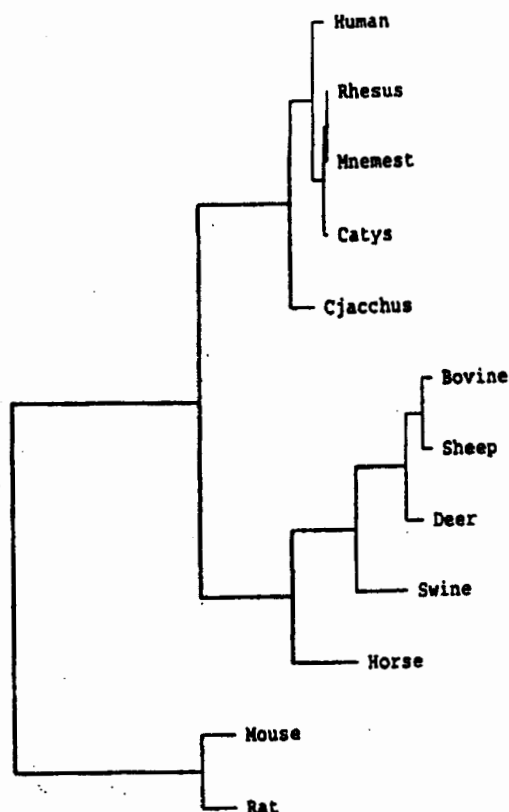 Human
Rhesus
Mnemest
Catys
Cjacchus
Bovine
Sheep
Deer
Swine
Horse
Mouse
Rat